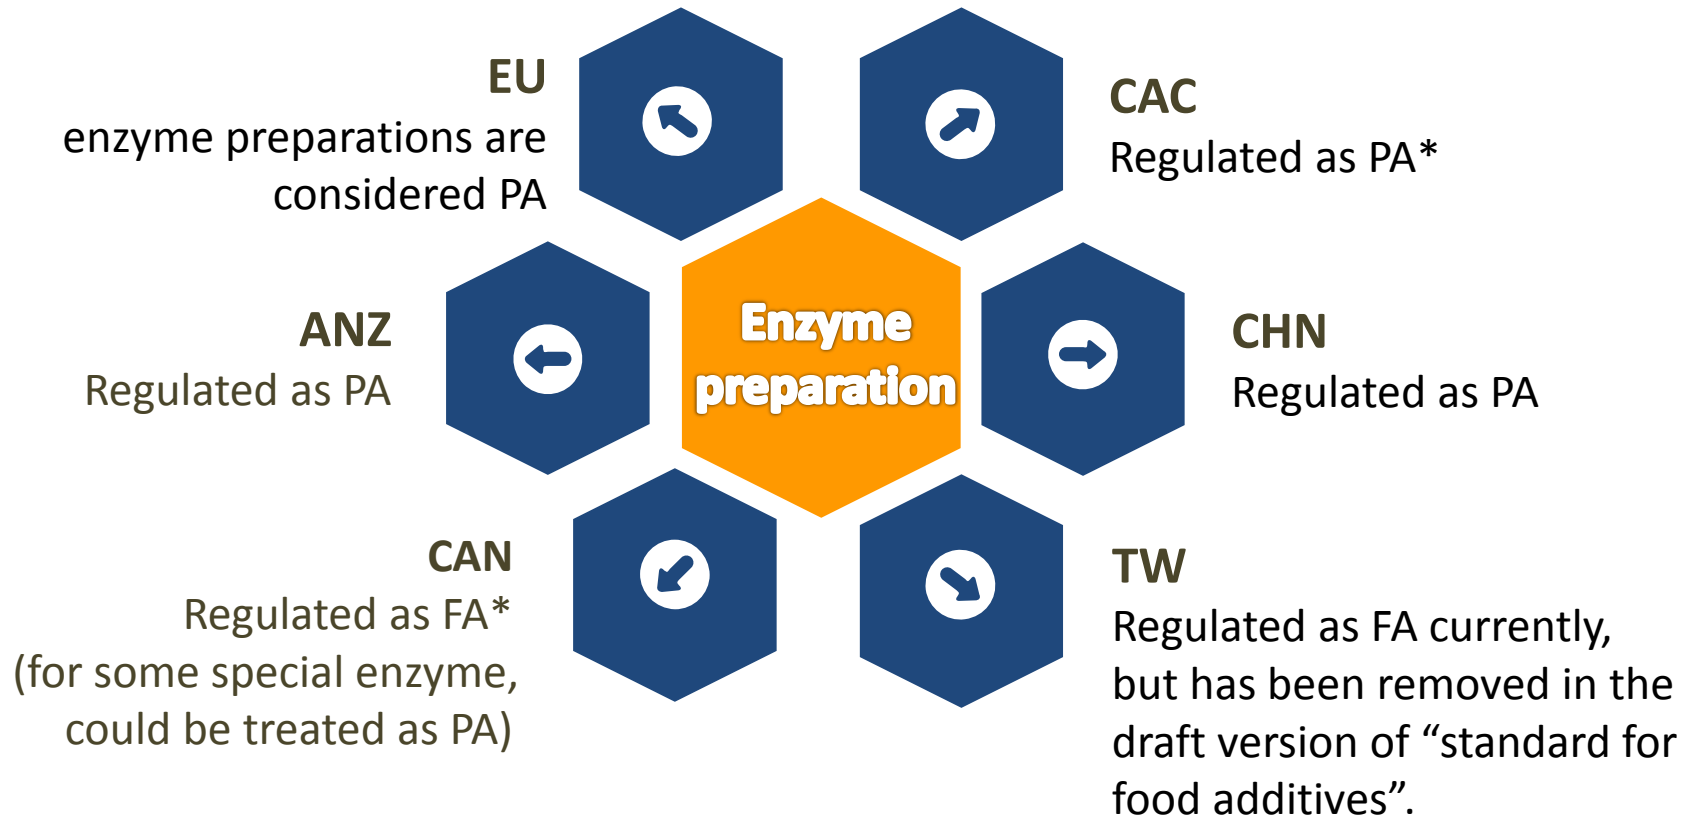 EU
enzyme preparations are
considered PA
CAC
Regulated as PA*
ANZ
Regulated as PA
Enzyme
preparation
CHN
Regulated as PA
CAN
Regulated as FA*
(for some special enzyme,
could be treated as PA)
TW
Regulated as FA currently,
but has been removed in the
draft version of “standard for
food additives”.